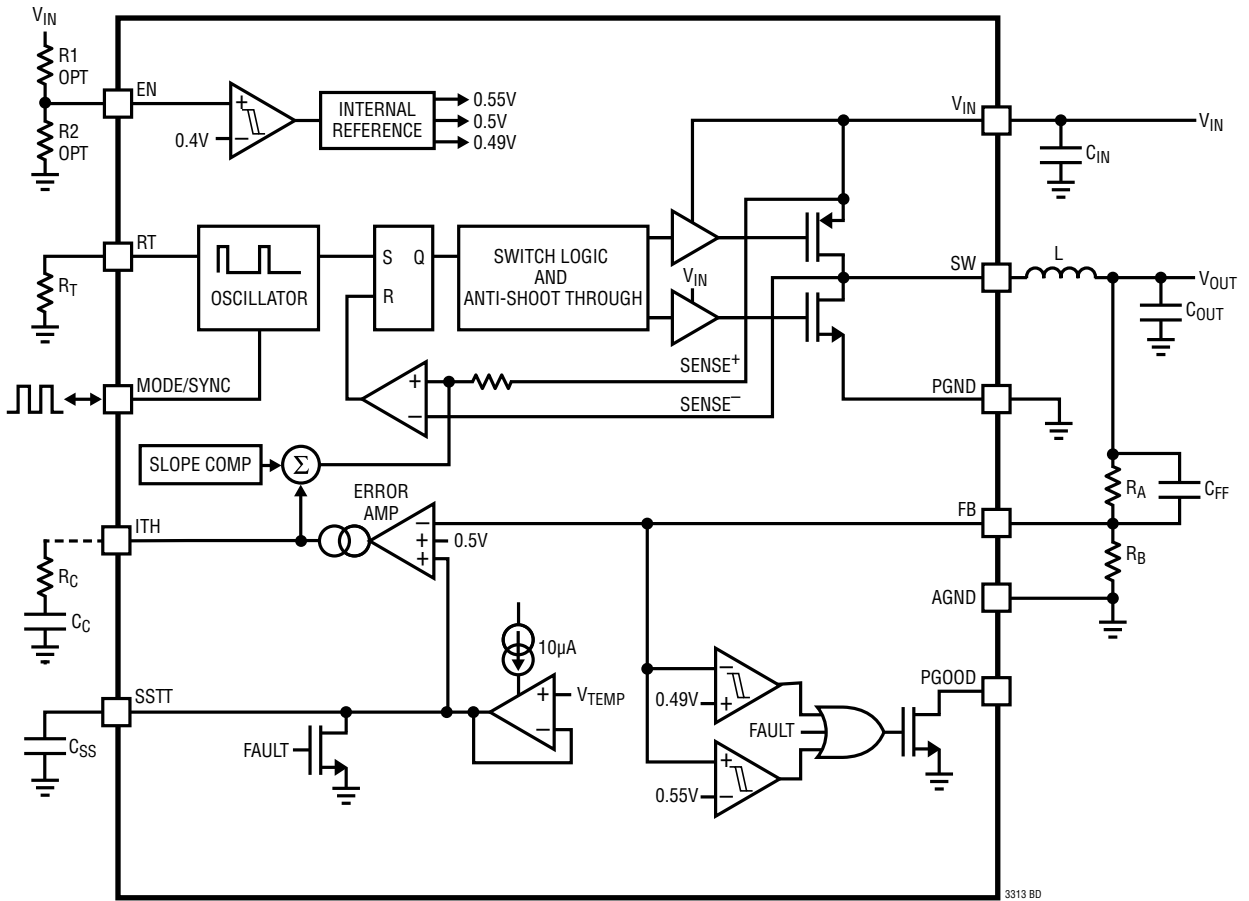 VIN
R1
OPT
R2
OPT
EN
+
−
0.4V
INTERNAL
REFERENCE
0.55V
0.5V
0.49V
VIN
VIN
CIN
RT
RT
OSCILLATOR
S Q
R
SWITCH LOGIC
AND
ANTI-SHOOT THROUGH
VIN
SW
L
VOUT
COUT
MODE/SYNC
+
−
SENSE+
SENSE−
PGND
SLOPE COMP
Σ
ITH
ERROR
AMP
−
+
+
0.5V
FB
RA
CFF
RB
AGND
RC
CC
10µA
+
−
VTEMP
SSTT
CSS
FAULT
−
+
0.49V
FAULT
+
−
0.55V
PGOOD
3313 BD